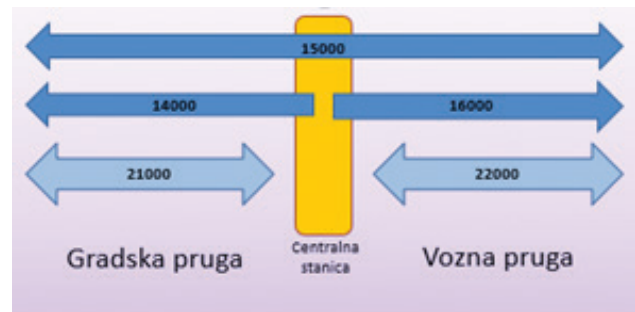 15000
14000
16000
21000
22000
Gradska pruga
Centralna
stanica
Vozna pruga